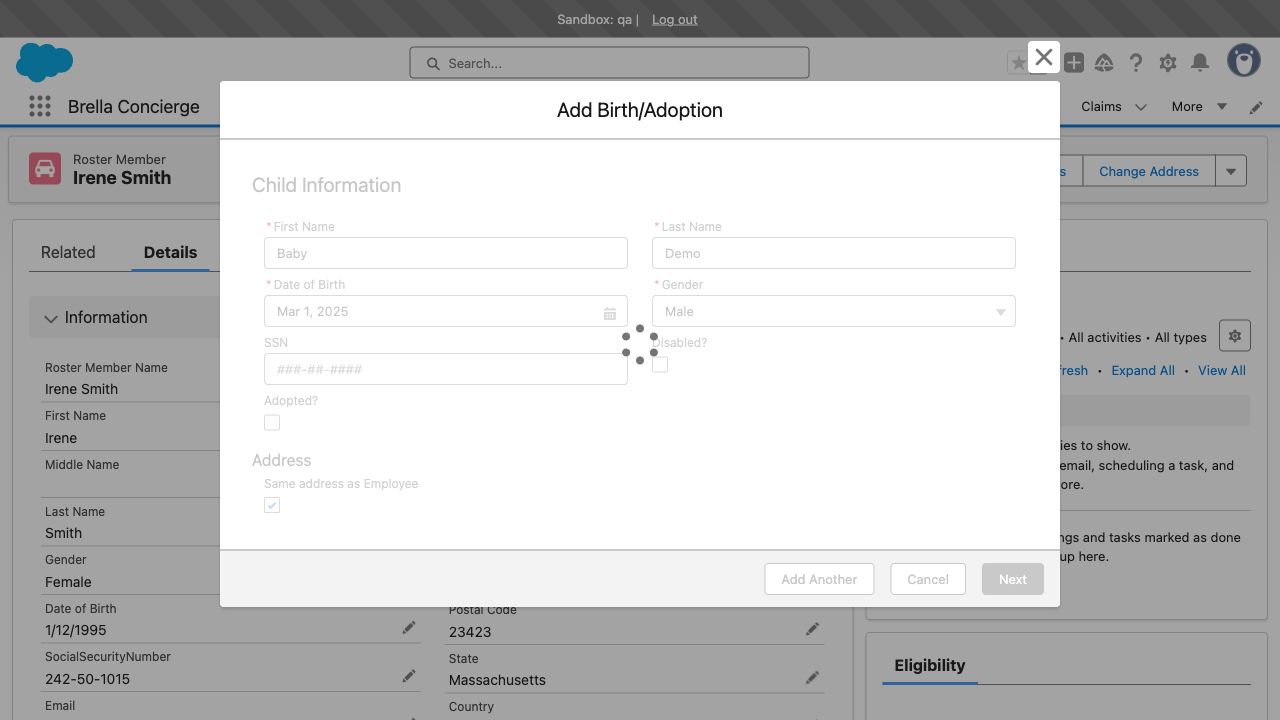 Sandbox: qa | Log out
Search...
Brella Concierge
Claims
More
Roster Member
Irene Smith
s
Change Address
Related
Details
Information
Roster Member Name
Irene Smith
First Name
Irene
Middle Name
Last Name
Smith
Gender
Female
Date of Birth
1/12/1995
SocialSecurityNumber
242-50-1015
Email
Add Birth/Adoption
Child Information
* First Name
Baby
* Last Name
Demo
* Date of Birth
Mar 1, 2025
* Gender
Male
SSN
###-##-####
Disabled?
Adopted?
Address
Same address as Employee
Add Another
Cancel
Next
Postal Code
23423
State
Massachusetts
Country
• All activities • All types
fresh • Expand All • View All
ies to show.
email, scheduling a task, and
ore.
ngs and tasks marked as done
up here.
Eligibility